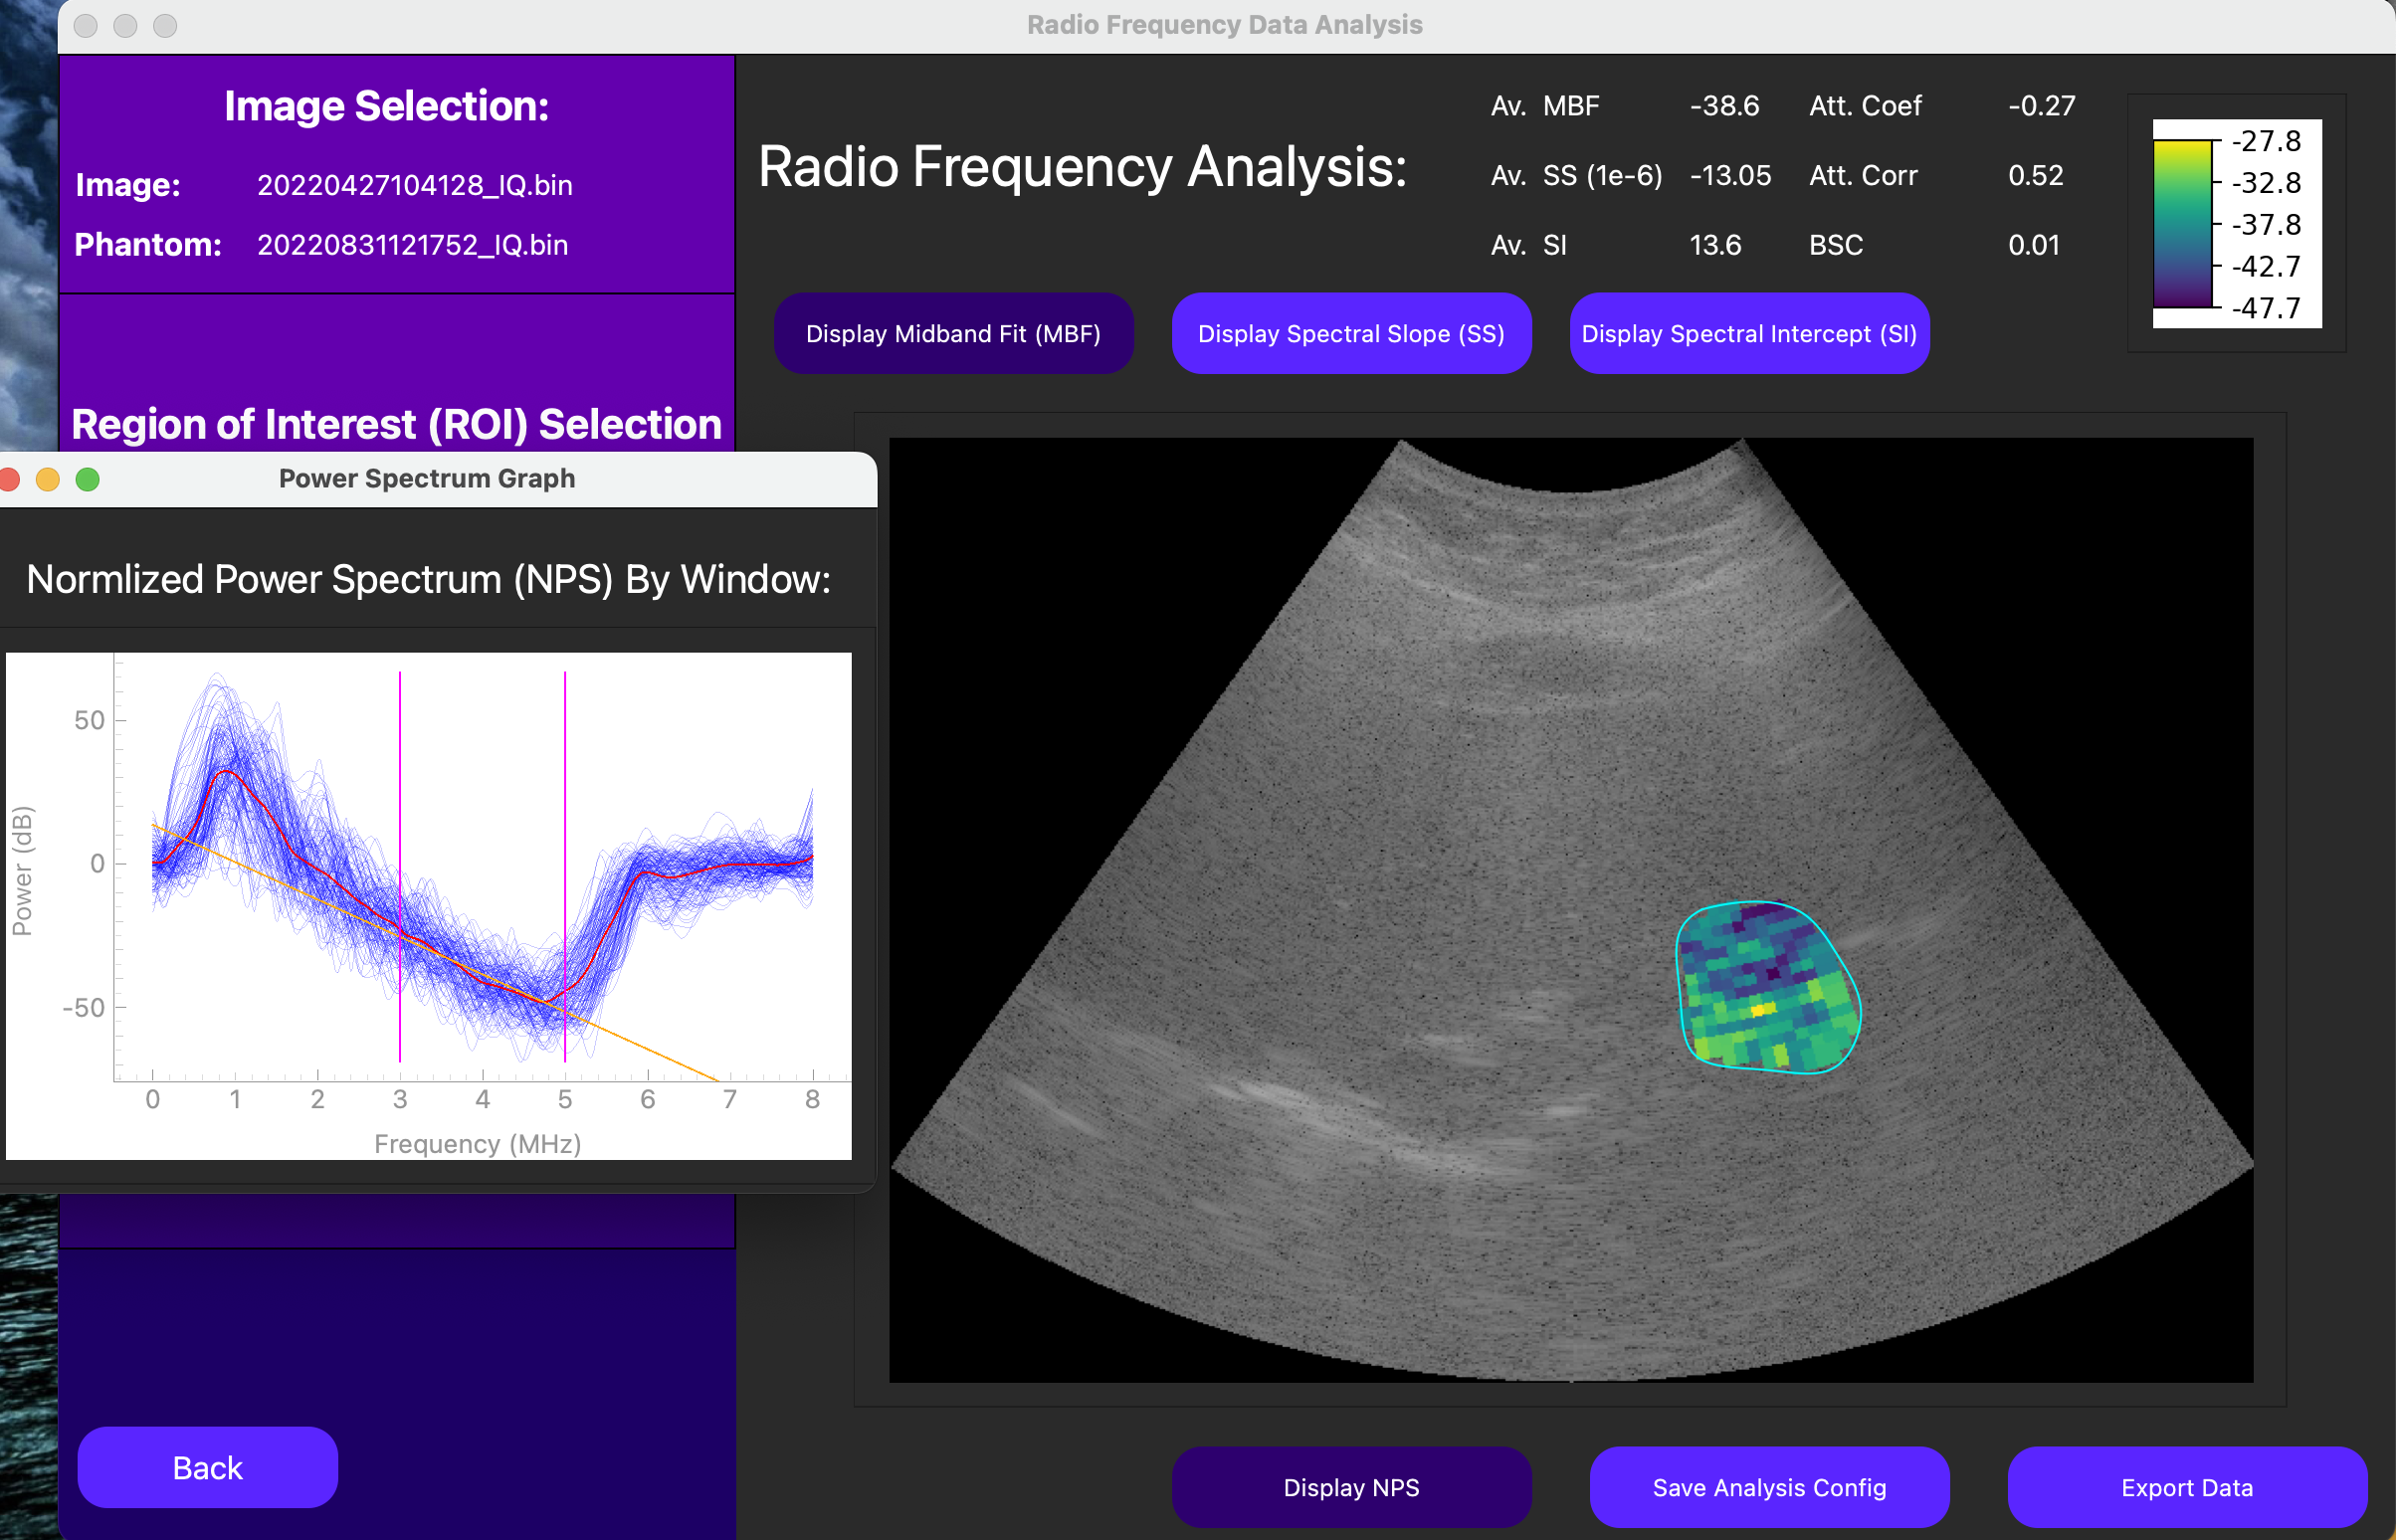 Radio Frequency Data Analysis
Image Selection:
Image: 20220427104128_IQ.bin
Phantom: 20220831121752_IQ.bin
Region of Interest (ROI) Selection
Radio Frequency Analysis:
Av. MBF -38.6 Att. Coef -0.27
Av. SS (1e-6) -13.05 Att. Corr 0.52
Av. SI 13.6 BSC 0.01
-27.8
-32.8
-37.8
-42.7
-47.7
Display Midband Fit (MBF)
Display Spectral Slope (SS)
Display Spectral Intercept (SI)
Power Spectrum Graph
Normlized Power Spectrum (NPS) By Window:
Power (dB)
50
0
-50
0 1 2 3 4 5 6 7 8
Frequency (MHz)
Back
Display NPS
Save Analysis Config
Export Data